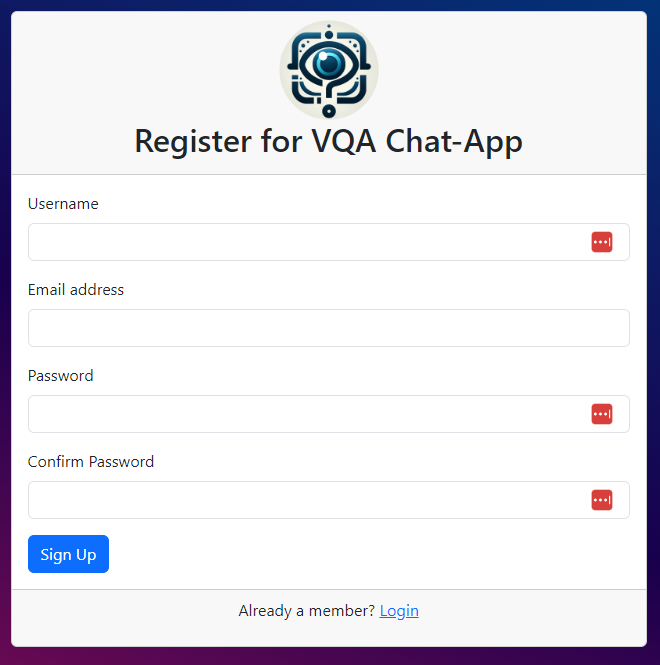 Register for VQA Chat-App
Username
Email address
Password
Confirm Password
Sign Up
Already a member? Login